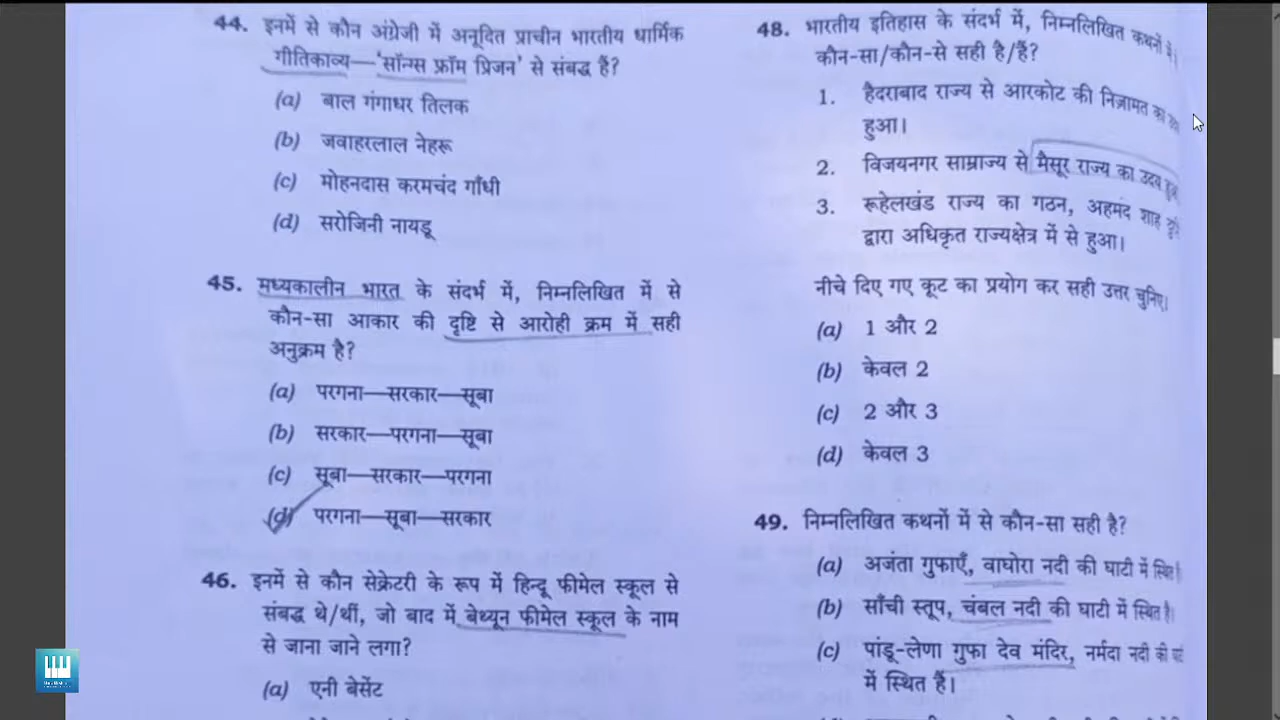 44. इनमें से कौन अंग्रेजी में अनूदित प्राचीन भारतीय धार्मिक
गीतिकाव्य—'सॉन्ग्स फ्रॉम प्रिजन' से संबद्ध हैं?
(a) बाल गंगाधर तिलक
(b) जवाहरलाल नेहरू
(c) मोहनदास करमचंद गाँधी
(d) सरोजिनी नायडू
45. मध्यकालीन भारत के संदर्भ में, निम्नलिखित में से
कौन-सा आकार की दृष्टि से आरोही क्रम में सही
अनुक्रम है?
(a) परगना—सरकार—सूबा
(b) सरकार—परगना—सूबा
(c) सूबा—सरकार—परगना
(d) परगना—सूबा—सरकार
46. इनमें से कौन सेक्रेटरी के रूप में हिन्दू फीमेल स्कूल से
संबद्ध थे/थीं, जो बाद में बेथ्यून फीमेल स्कूल के नाम
से जाना जाने लगा?
(a) एनी बेसेंट
48. भारतीय इतिहास के संदर्भ में, निम्नलिखित कथनों में
कौन-सा/कौन-से सही है/हैं?
1. हैदराबाद राज्य से आरकोट की निज़ामत का
हुआ।
2. विजयनगर साम्राज्य से मैसूर राज्य का उदय
3. रूहेलखंड राज्य का गठन, अहमद शाह
द्वारा अधिकृत राज्यक्षेत्र में से हुआ।
नीचे दिए गए कूट का प्रयोग कर सही उत्तर चुनिए।
(a) 1 और 2
(b) केवल 2
(c) 2 और 3
(d) केवल 3
49. निम्नलिखित कथनों में से कौन-सा सही है?
(a) अजंता गुफाएँ, वाघोरा नदी की घाटी में स्थित
(b) साँची स्तूप, चंबल नदी की घाटी में स्थित है।
(c) पांडू-लेणा गुफा देव मंदिर, नर्मदा नदी की
में स्थित हैं।